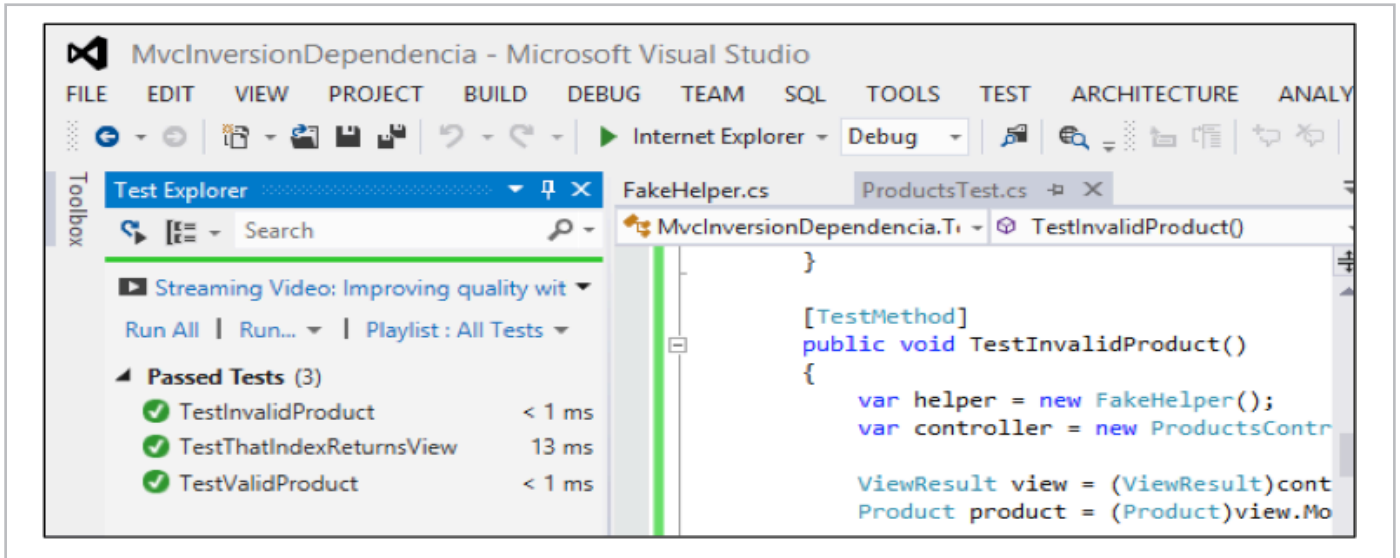 MvcInversionDependencia - Microsoft Visual Studio
FILE EDIT VIEW PROJECT BUILD DEBUG TEAM SQL TOOLS TEST ARCHITECTURE ANALY
Internet Explorer Debug
Toolbox
Test Explorer
Search
Streaming Video: Improving quality wit
Run All | Run... | Playlist : All Tests
Passed Tests (3)
TestInvalidProduct < 1 ms
TestThatIndexReturnsView 13 ms
TestValidProduct < 1 ms
FakeHelper.cs ProductsTest.cs
MvcInversionDependencia.T TestInvalidProduct()
}
[TestMethod]
public void TestInvalidProduct()
{
var helper = new FakeHelper();
var controller = new ProductsContr
ViewResult view = (ViewResult)cont
Product product = (Product)view.Mo